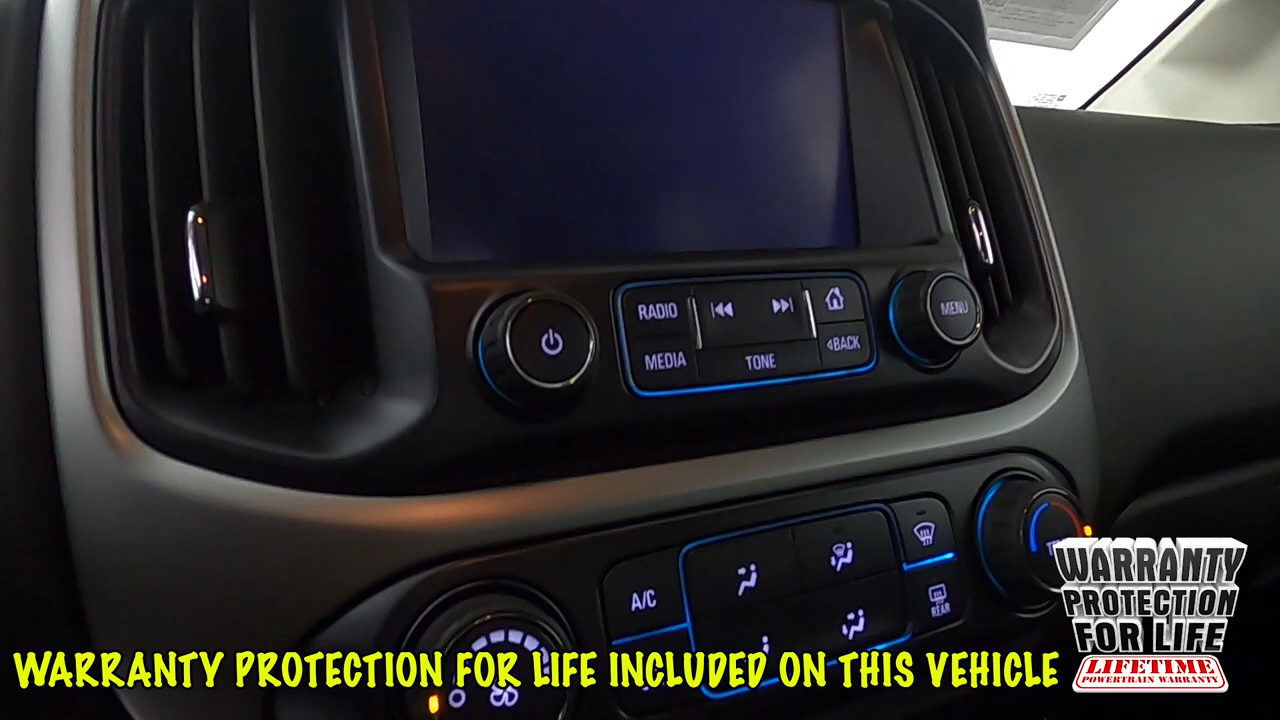 RADIO
MEDIA
TONE
BACK
MENU
A/C
REAR
WARRANTY PROTECTION FOR LIFE INCLUDED ON THIS VEHICLE
WARRANTY
PROTECTION
FOR LIFE
LIFETIME
POWERTRAIN WARRANTY